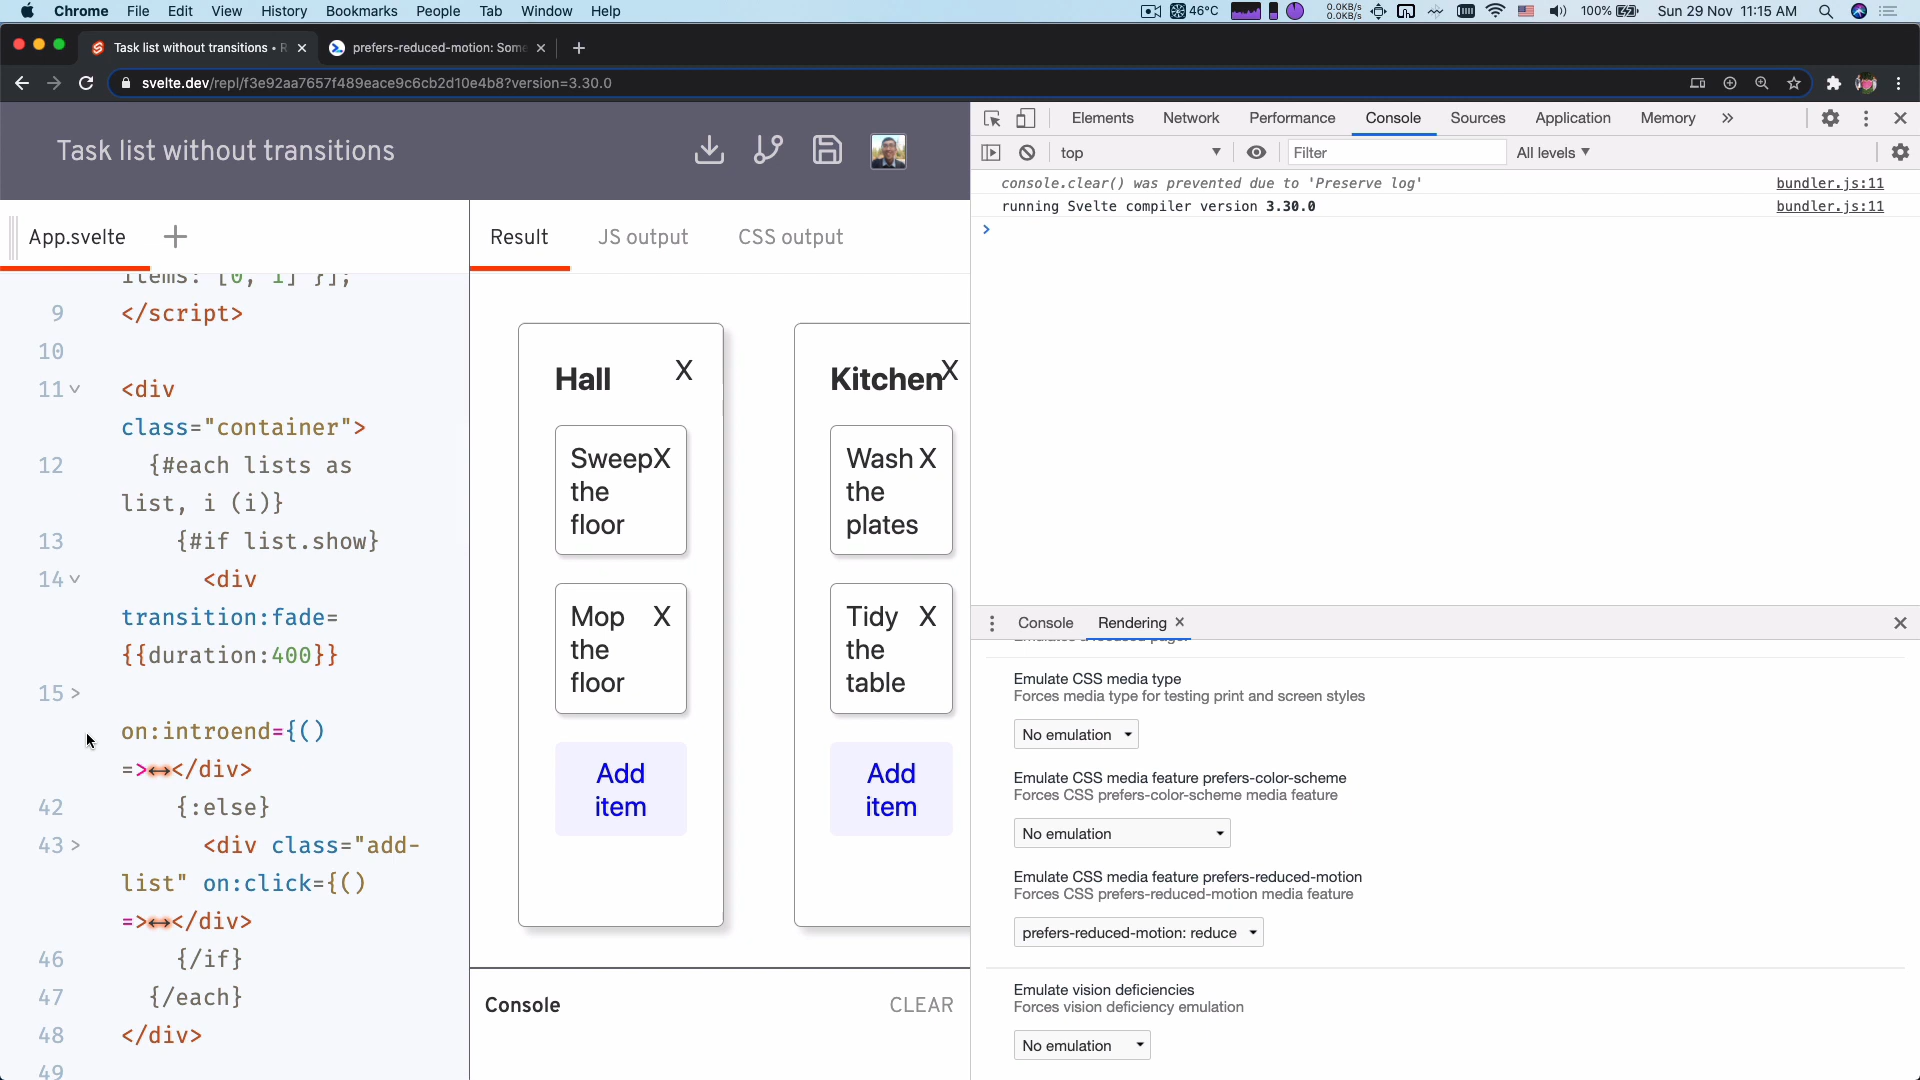 Chrome File Edit View History Bookmarks People Tab Window Help
46°C 0.0KB/s 0.0KB/s 100% Sun 29 Nov 11:15 AM
Task list without transitions • R
prefers-reduced-motion: Some
svelte.dev/repl/f3e92aa7657f489eace9c6cb2d10e4b8?version=3.30.0
Task list without transitions
App.svelte
items: [0, 1] }];
9 </script>
10
11 <div
class="container">
12 {#each lists as
list, i (i)}
13 {#if list.show}
14 <div
transition:fade=
{{duration:400}}
15
on:introend={()
=>↔</div>
42 {:else}
43 <div class="add-
list" on:click={()
=>↔</div>
46 {/if}
47 {/each}
48 </div>
49
Result JS output CSS output
Hall X
Sweep X
the
floor
Mop X
the
floor
Add
item
Kitchen X
Wash X
the
plates
Tidy X
the
table
Add
item
Console CLEAR
Elements Network Performance Console Sources Application Memory
top Filter All levels
console.clear() was prevented due to 'Preserve log' bundler.js:11
running Svelte compiler version 3.30.0 bundler.js:11
Console Rendering
Emulate CSS media type
Forces media type for testing print and screen styles
No emulation
Emulate CSS media feature prefers-color-scheme
Forces CSS prefers-color-scheme media feature
No emulation
Emulate CSS media feature prefers-reduced-motion
Forces CSS prefers-reduced-motion media feature
prefers-reduced-motion: reduce
Emulate vision deficiencies
Forces vision deficiency emulation
No emulation